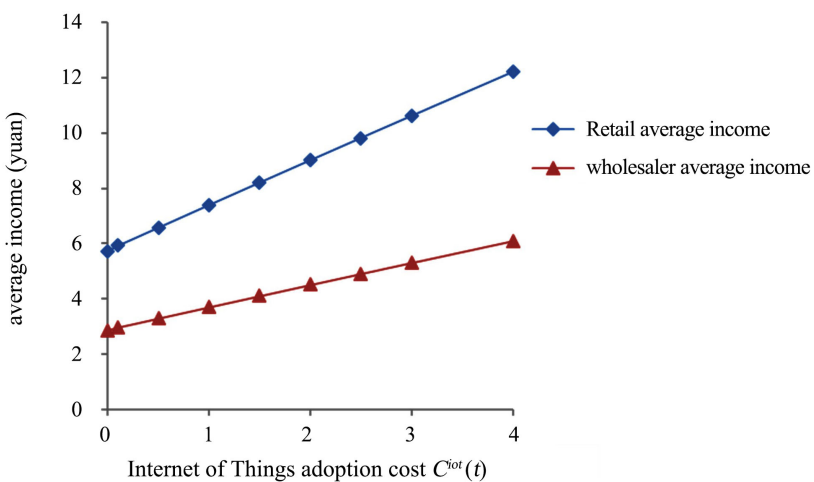 14
12
10
8
6
4
2
0
average income (yuan)
0 1 2 3 4
Internet of Things adoption cost C^{iot}(t)
Retail average income
wholesaler average income